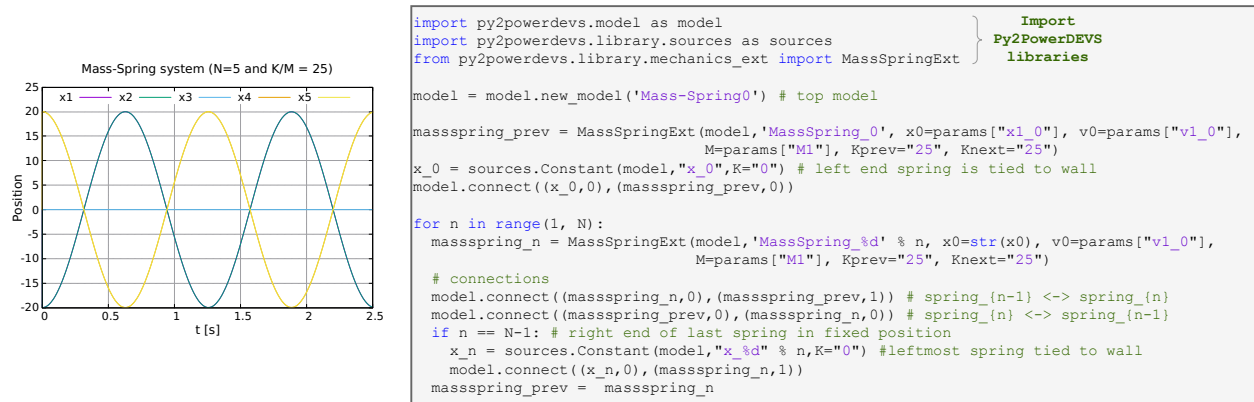 Mass-Spring system (N=5 and K/M = 25)
x1 x2 x3 x4 x5
25
20
15
10
5
0
-5
-10
-15
-20
Position
0 0.5 1 1.5 2 2.5
t [s]
import py2powerdevs.model as model
import py2powerdevs.library.sources as sources
from py2powerdevs.library.mechanics_ext import MassSpringExt
Import
Py2PowerDEVS
libraries
model = model.new_model('Mass-Spring0') # top model
massspring_prev = MassSpringExt(model,'MassSpring_0', x0=params["x1_0"], v0=params["v1_0"],
M=params["M1"], Kprev="25", Knext="25")
x_0 = sources.Constant(model,"x_0",K="0") # left end spring is tied to wall
model.connect((x_0,0),(massspring_prev,0))
for n in range(1, N):
massspring_n = MassSpringExt(model,'MassSpring_%d' % n, x0=str(x0), v0=params["v1_0"],
M=params["M1"], Kprev="25", Knext="25")
# connections
model.connect((massspring_n,0),(massspring_prev,1)) # spring_{n-1} <-> spring_{n}
model.connect((massspring_prev,0),(massspring_n,0)) # spring_{n} <-> spring_{n-1}
if n == N-1: # right end of last spring in fixed position
x_n = sources.Constant(model,"x_%d" % n,K="0") #leftmost spring tied to wall
model.connect((x_n,0),(massspring_n,1))
massspring_prev = massspring_n